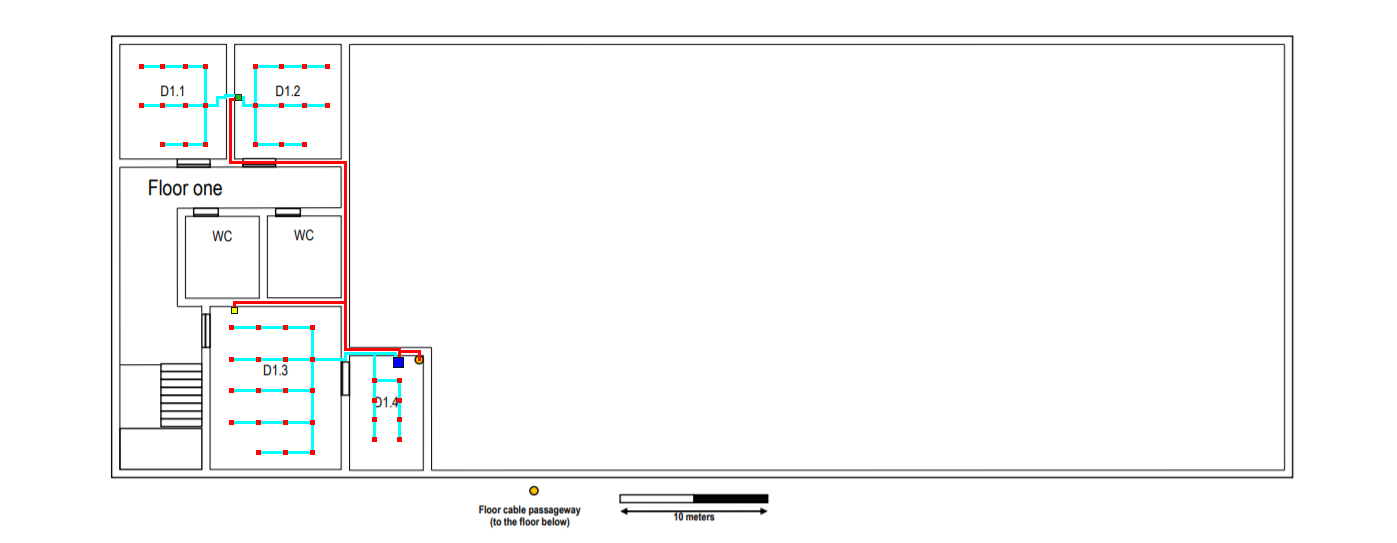 D1.1
D1.2
Floor one
WC
WC
D1.3
D1.4
Floor cable passageway
(to the floor below)
10 meters